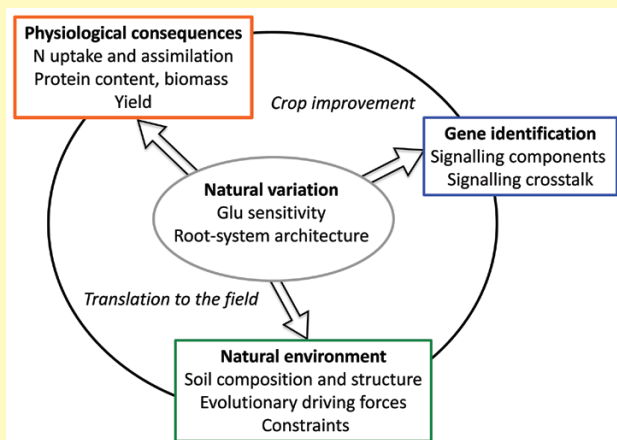 Physiological consequences
N uptake and assimilation
Protein content, biomass
Yield
Crop improvement
Gene identification
Signalling components
Signalling crosstalk
Natural variation
Glu sensitivity
Root-system architecture
Translation to the field
Natural environment
Soil composition and structure
Evolutionary driving forces
Constraints